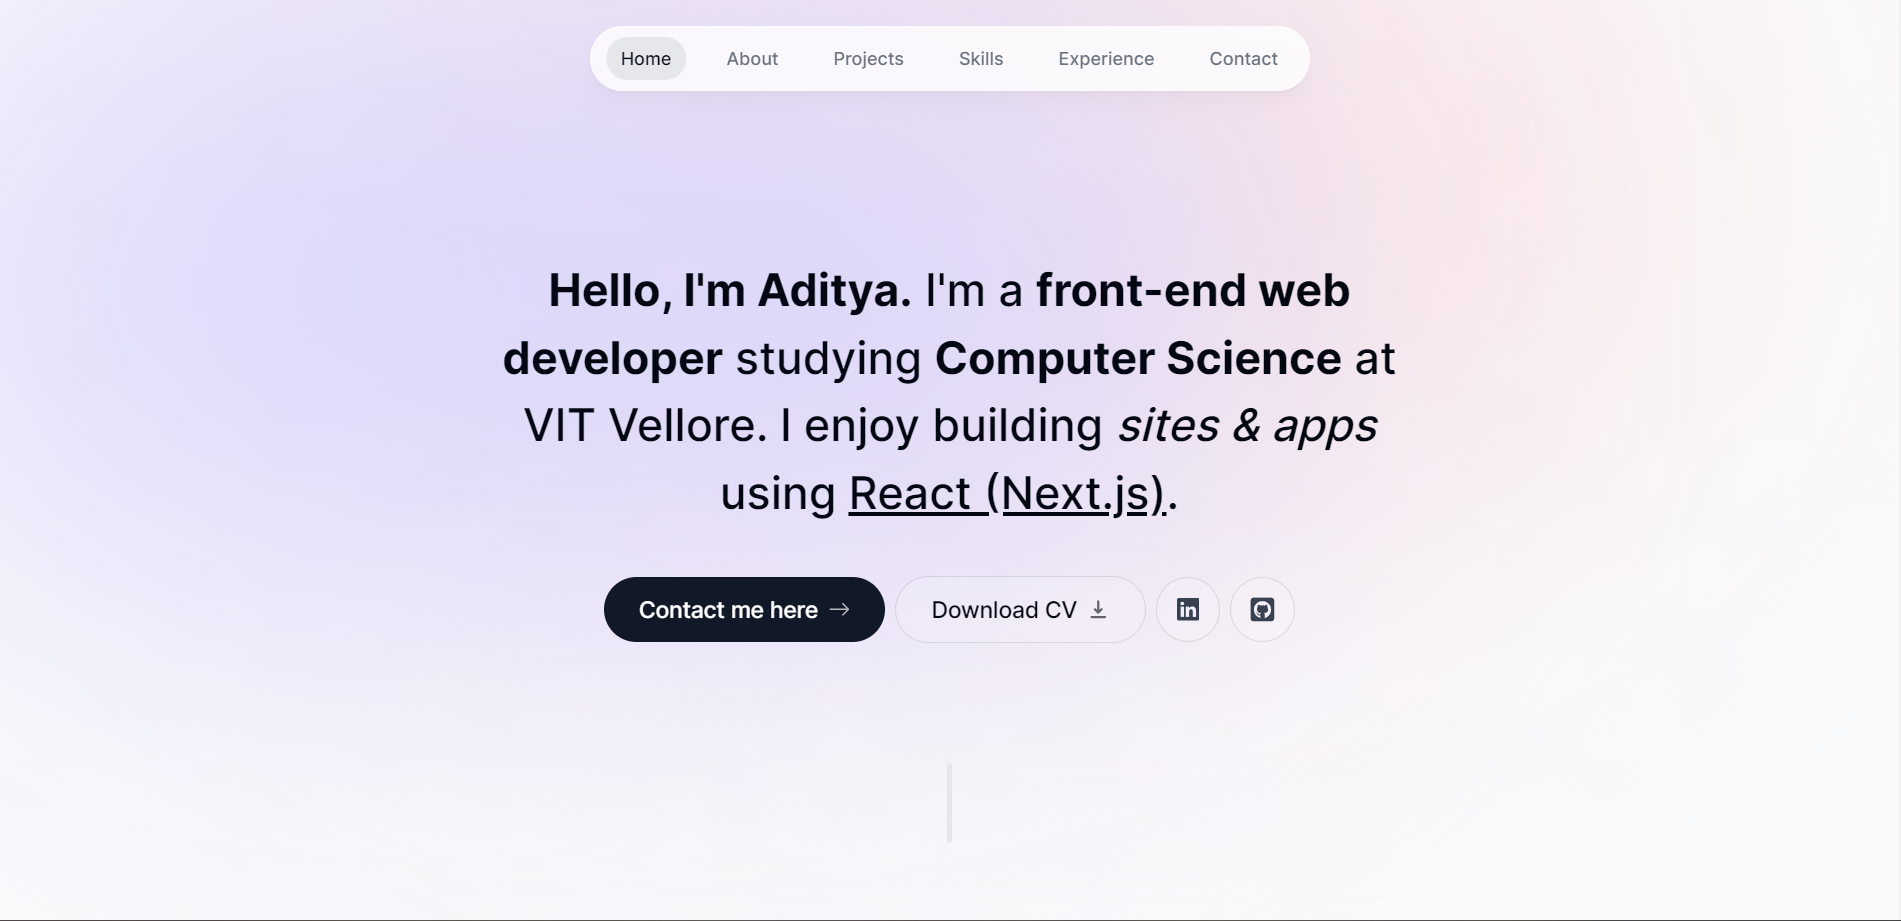 Home About Projects Skills Experience Contact
Hello, I'm Aditya. I'm a front-end web
developer studying Computer Science at
VIT Vellore. I enjoy building sites & apps
using React (Next.js).
Contact me here Download CV in